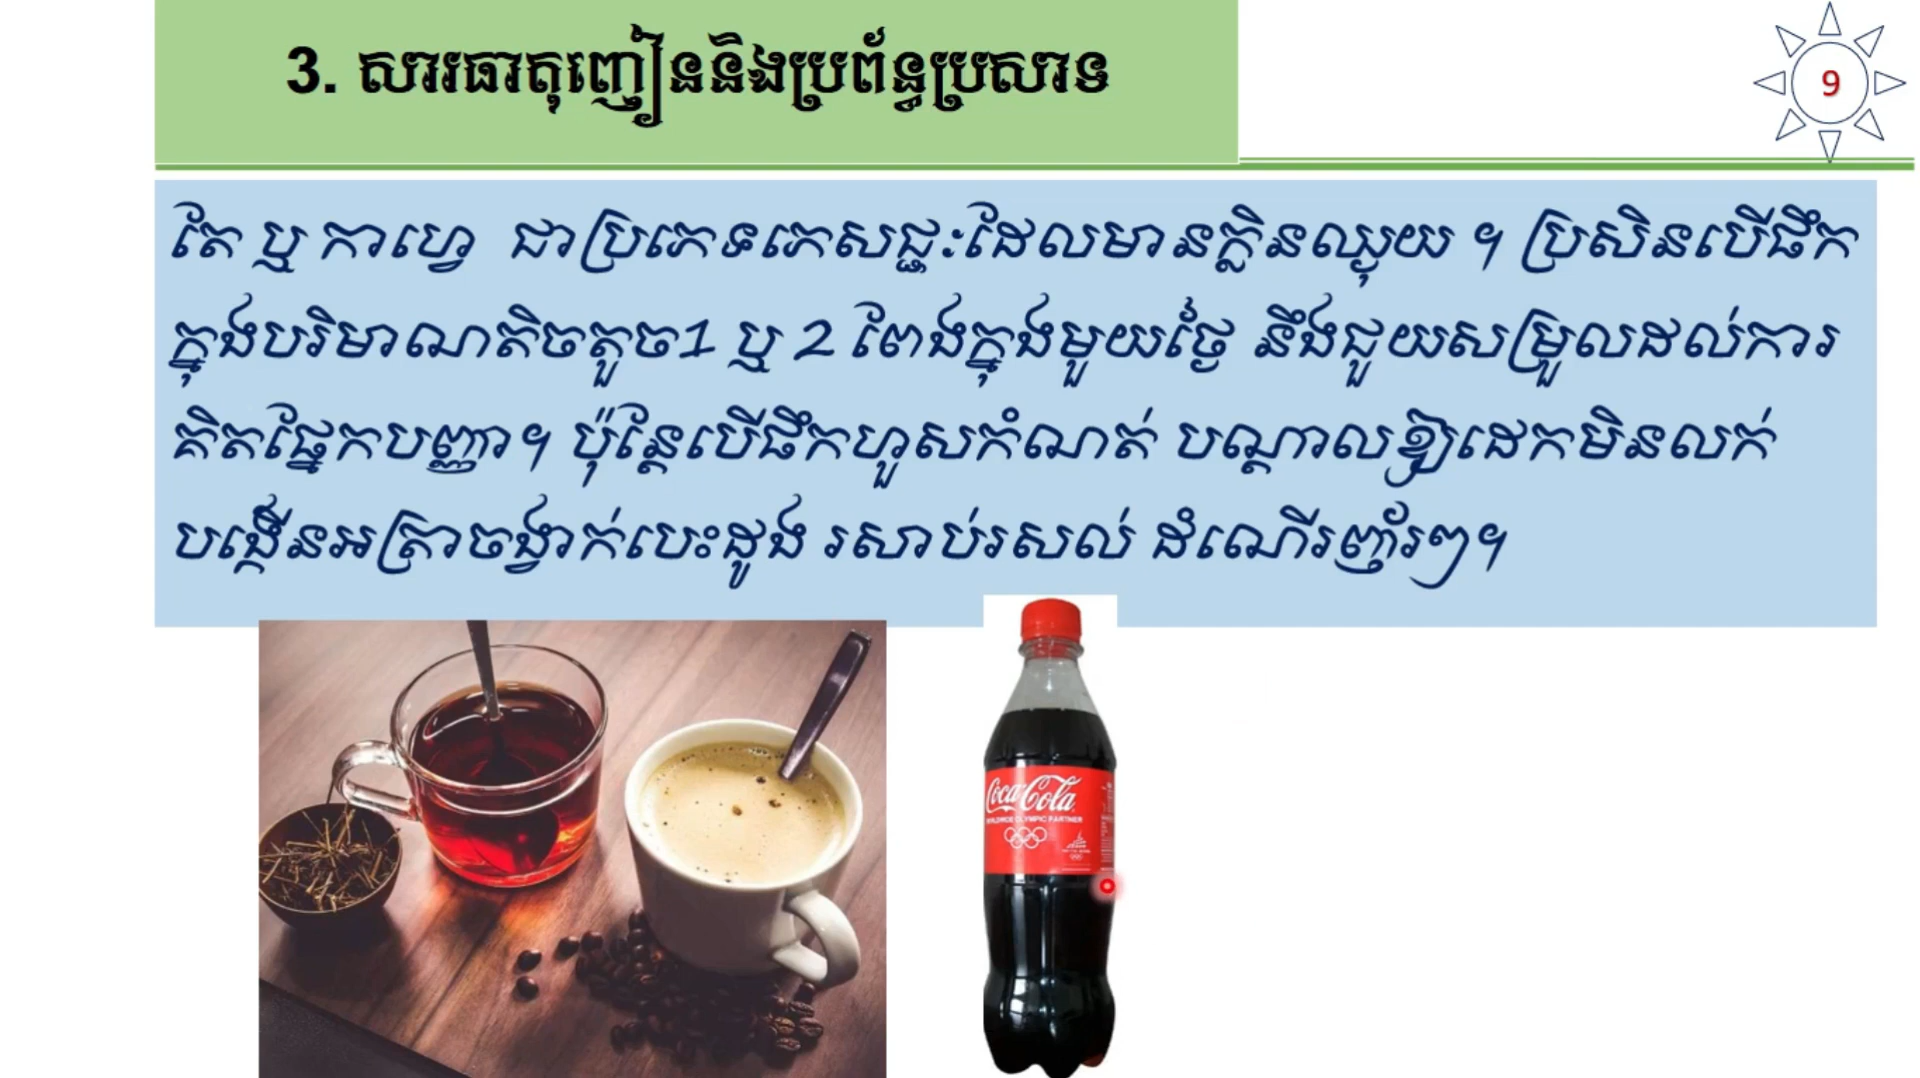 3. សារធាតុញៀននិងប្រព័ន្ធប្រសាទ
9
តែ ឬ កាហ្វេ ជាប្រភេទភេសជ្ជៈដែលមានក្លិនឈ្ងុយ ។ ប្រសិនបើផឹក
ក្នុងបរិមាណតិចតួច1 ឬ 2 ពែងក្នុងមួយថ្ងៃ នឹងជួយសម្រួលដល់ការ
គិតផ្នែកបញ្ញា។ ប៉ុន្តែបើផឹកហួសកំណត់ បណ្តាលឱ្យដេកមិនលក់
បង្កើនអត្រាចង្វាក់បេះដូង រសាប់រសល់ ដំណើរញ័រៗ។
Coca-Cola
WORLDWIDE OLYMPIC PARTNER